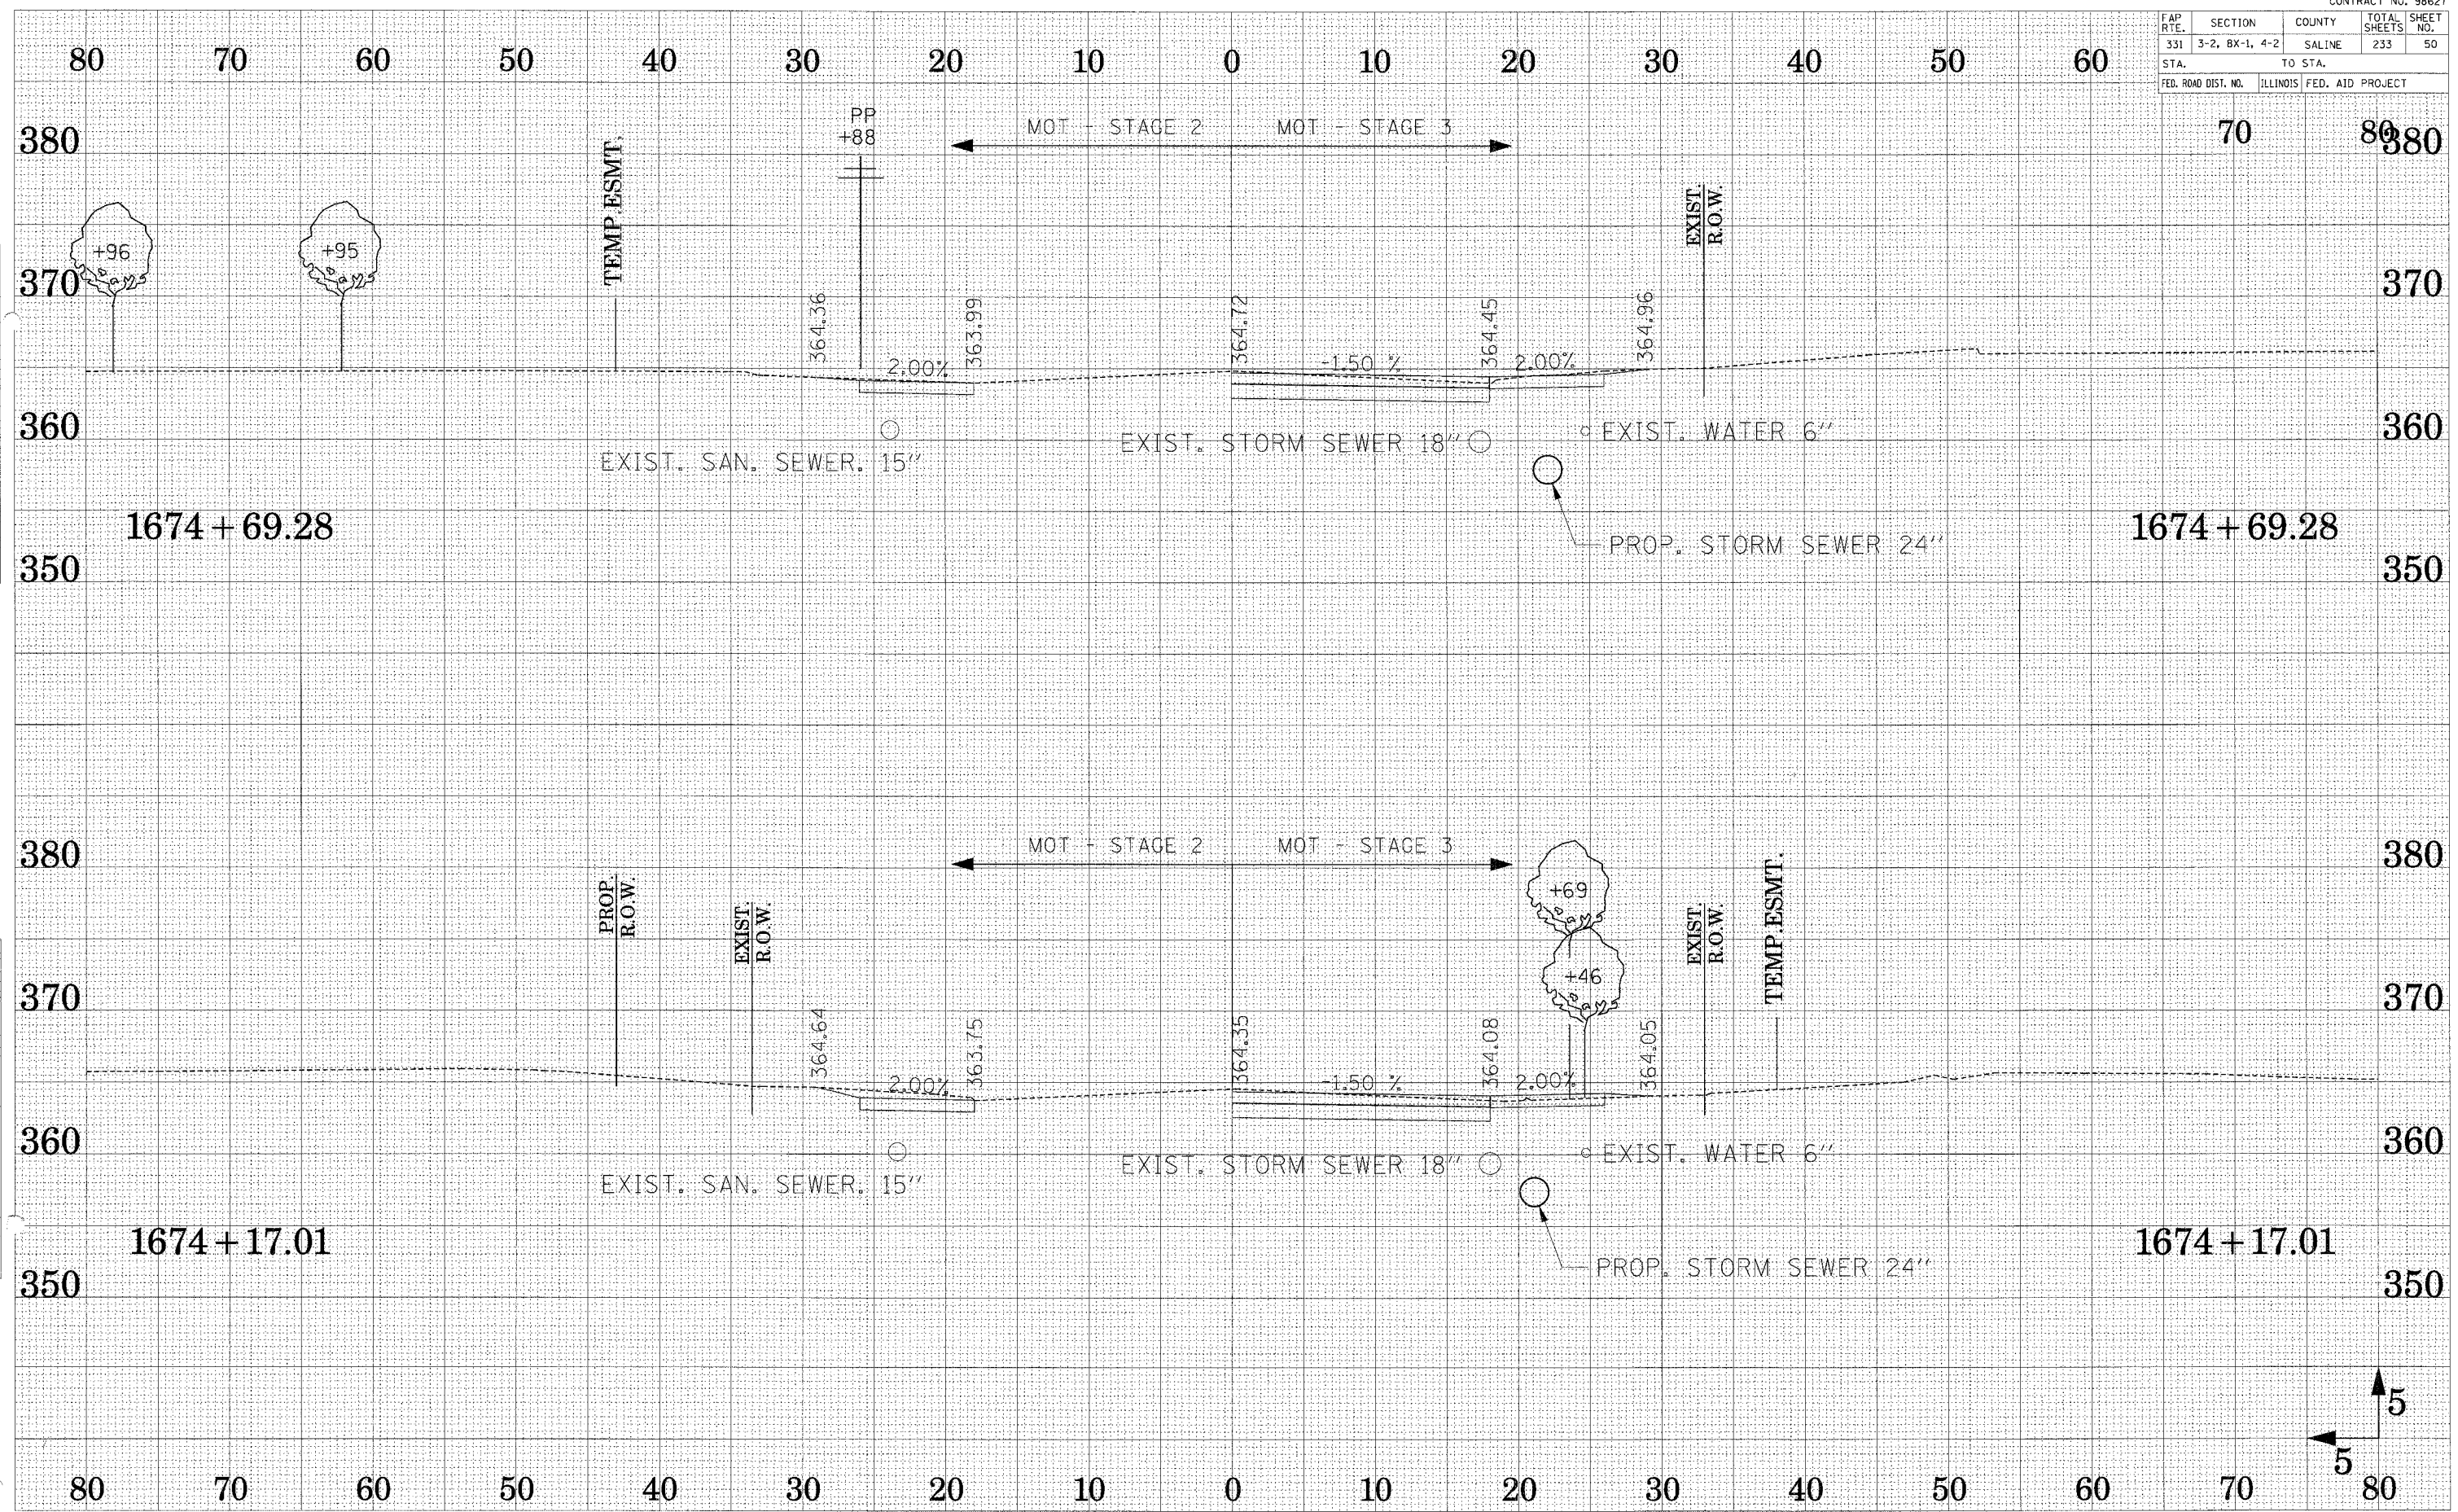 CONTRACT NO. 98627
FAP RTE. SECTION COUNTY TOTAL SHEETS SHEET NO.
331 3-2, 8X-1, 4-2 SALINE 233 50
STA. TO STA.
FED. ROAD DIST. NO. ILLINOIS FED. AID PROJECT
80 70 60 50 40 30 20 10 0 10 20 30 40 50 60
70 80
380 380
PP
+88
MOT - STAGE 2 MOT - STAGE 3
TEMP.ESMT.
EXIST.
R.O.W.
+96
+95
370 370
364.36
363.99
364.72
364.45
364.96
2.00%
-1.50 %
2.00%
360 360
EXIST. SAN. SEWER. 15"
EXIST. STORM SEWER 18"
EXIST. WATER 6"
PROP. STORM SEWER 24"
1674+69.28 1674+69.28
350 350
380 380
MOT - STAGE 2 MOT - STAGE 3
PROP.
R.O.W.
EXIST.
R.O.W.
+69
+46
EXIST.
R.O.W.
TEMP.ESMT.
370 370
364.64
363.75
364.35
364.08
364.05
2.00%
-1.50 %
2.00%
360 360
EXIST. SAN. SEWER. 15"
EXIST. STORM SEWER 18"
EXIST. WATER 6"
PROP. STORM SEWER 24"
1674+17.01 1674+17.01
350 350
5
5
80 70 60 50 40 30 20 10 0 10 20 30 40 50 60 70 80